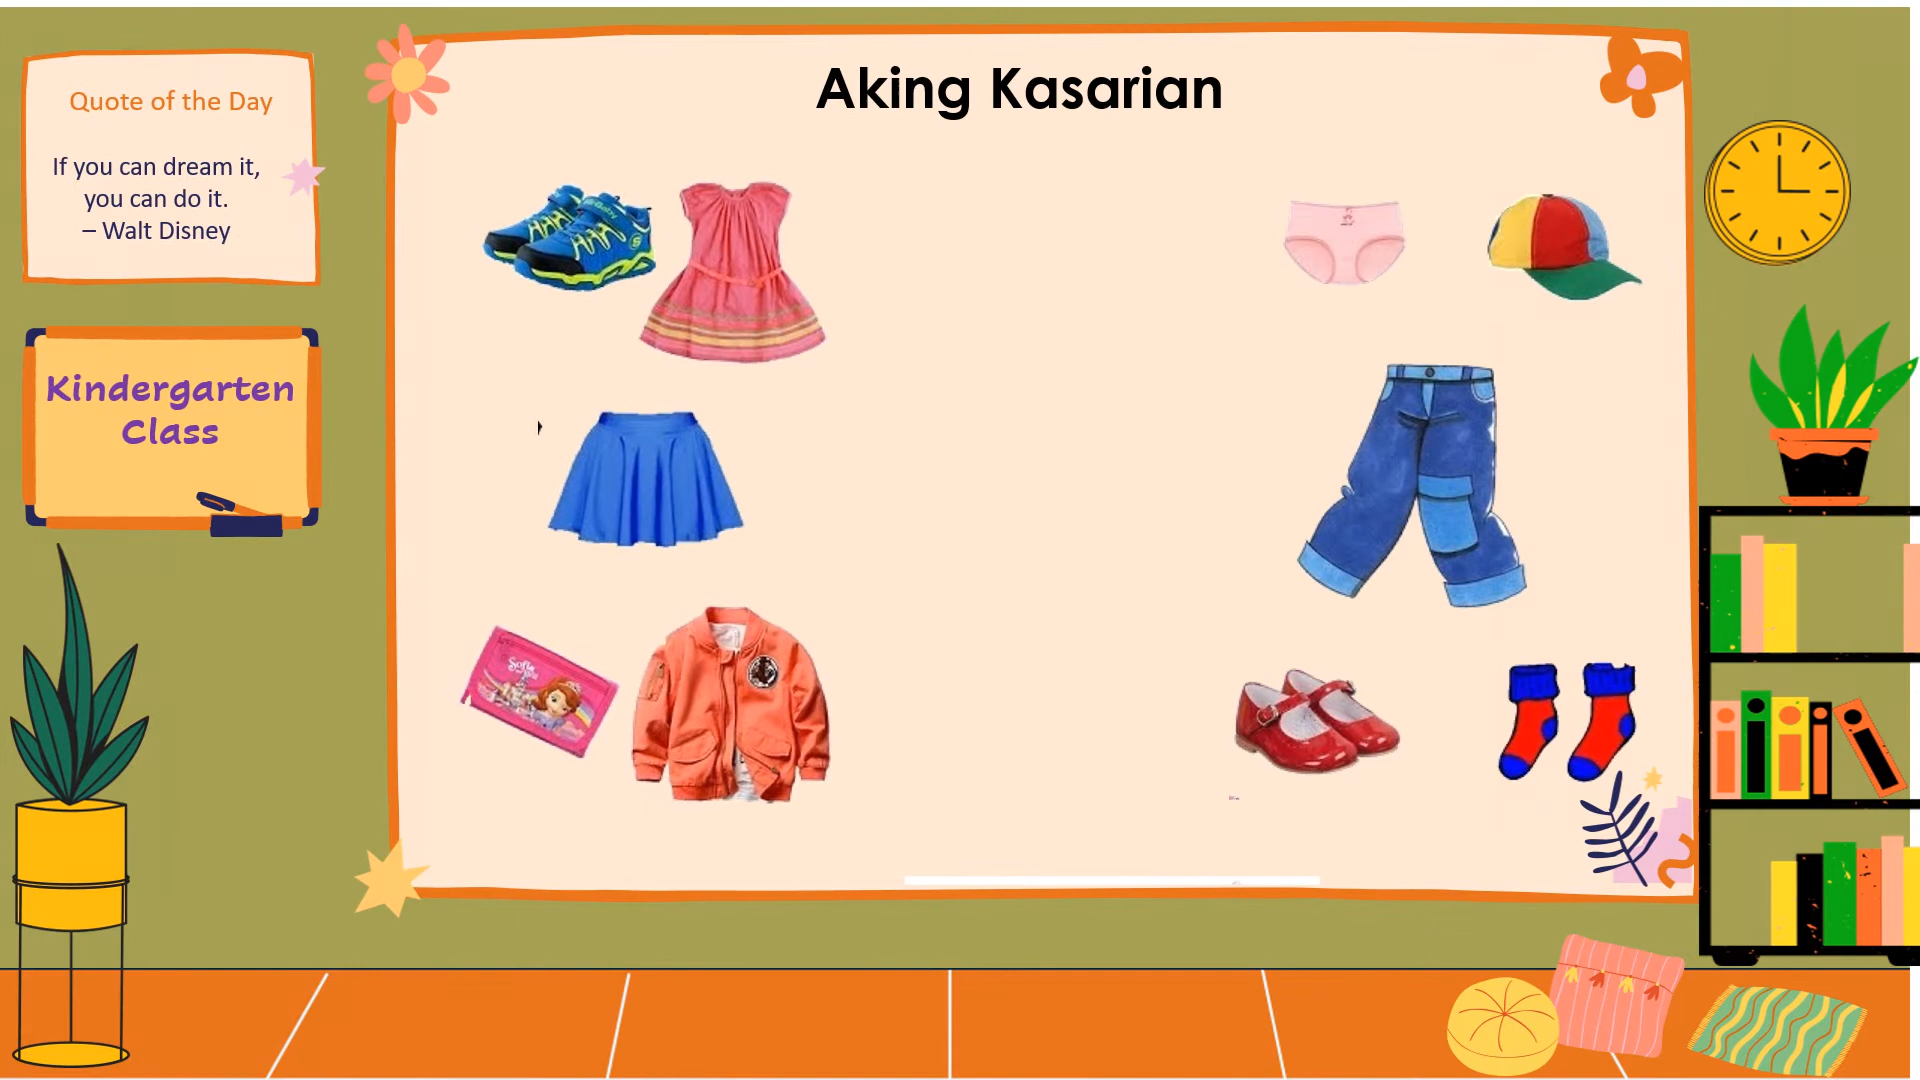 Aking Kasarian
Quote of the Day
If you can dream it,
you can do it.
– Walt Disney
Kindergarten
Class
Sofia